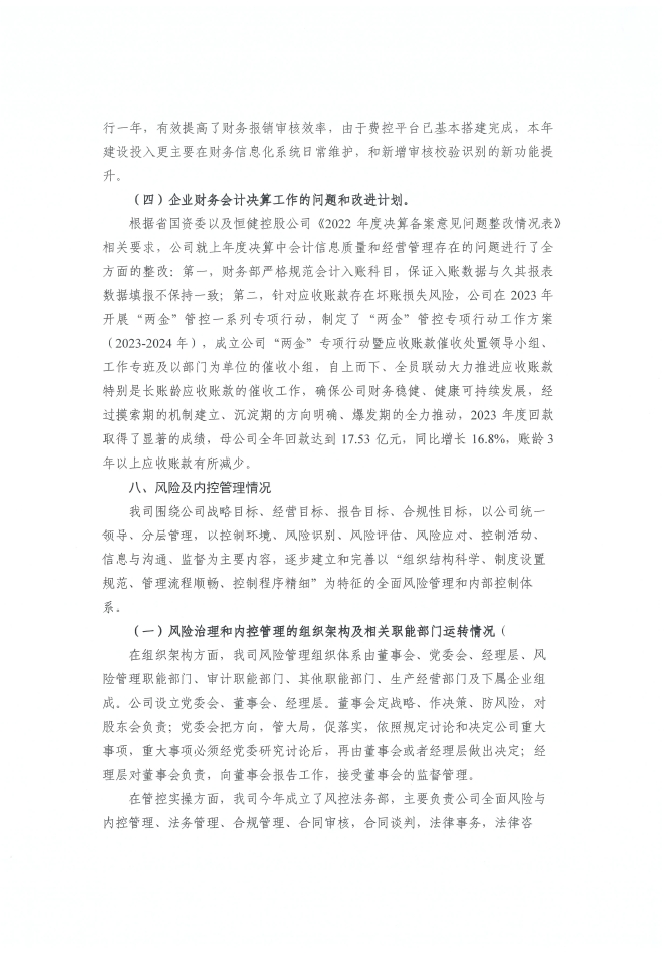 行一年，有效提高了财务报销审核效率，由于费控平台已基本搭建完成，本年
建设投入更主要在财务信息化系统日常维护，和新增审核校验识别的新功能提
升。
（四）企业财务会计决算工作的问题和改进计划。
根据省国资委以及恒健控股公司《2022 年度决算备案意见问题整改情况表》
相关要求，公司就上年度决算中会计信息质量和经营管理存在的问题进行了全
方面的整改：第一，财务部严格规范会计入账科目，保证入账数据与久其报表
数据填报不保持一致；第二，针对应收账款存在坏账损失风险，公司在 2023 年
开展“两金”管控一系列专项行动，制定了“两金”管控专项行动工作方案
（2023-2024 年），成立公司“两金”专项行动暨应收账款催收处置领导小组、
工作专班及以部门为单位的催收小组，自上而下、全员联动大力推进应收账款
特别是长账龄应收账款的催收工作，确保公司财务稳健、健康可持续发展，经
过摸索期的机制建立、沉淀期的方向明确、爆发期的全力推动，2023 年度回款
取得了显著的成绩，母公司全年回款达到 17.53 亿元，同比增长 16.8%，账龄 3
年以上应收账款有所减少。
八、风险及内控管理情况
我司围绕公司战略目标、经营目标、报告目标、合规性目标，以公司统一
领导、分层管理，以控制环境、风险识别、风险评估、风险应对、控制活动、
信息与沟通、监督为主要内容，逐步建立和完善以“组织结构科学、制度设置
规范、管理流程顺畅、控制程序精细”为特征的全面风险管理和内部控制体
系。
（一）风险治理和内控管理的组织架构及相关职能部门运转情况（
在组织架构方面，我司风险管理组织体系由董事会、党委会、经理层、风
险管理职能部门、审计职能部门、其他职能部门、生产经营部门及下属企业组
成。公司设立党委会、董事会、经理层。董事会定战略、作决策、防风险，对
股东会负责；党委会把方向，管大局，促落实，依照规定讨论和决定公司重大
事项，重大事项必须经党委研究讨论后，再由董事会或者经理层做出决定；经
理层对董事会负责，向董事会报告工作，接受董事会的监督管理。
在管控实操方面，我司今年成立了风控法务部，主要负责公司全面风险与
内控管理、法务管理、合规管理、合同审核，合同谈判，法律事务，法律咨